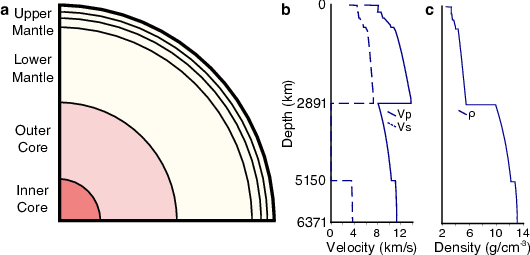 a
Upper
Mantle
Lower
Mantle
Outer
Core
Inner
Core
b
0
2891
5150
6371
Depth (km)
Vp
Vs
0 4 8 12
Velocity (km/s)
c
ρ
2 6 10 14
Density (g/cm⁻³)